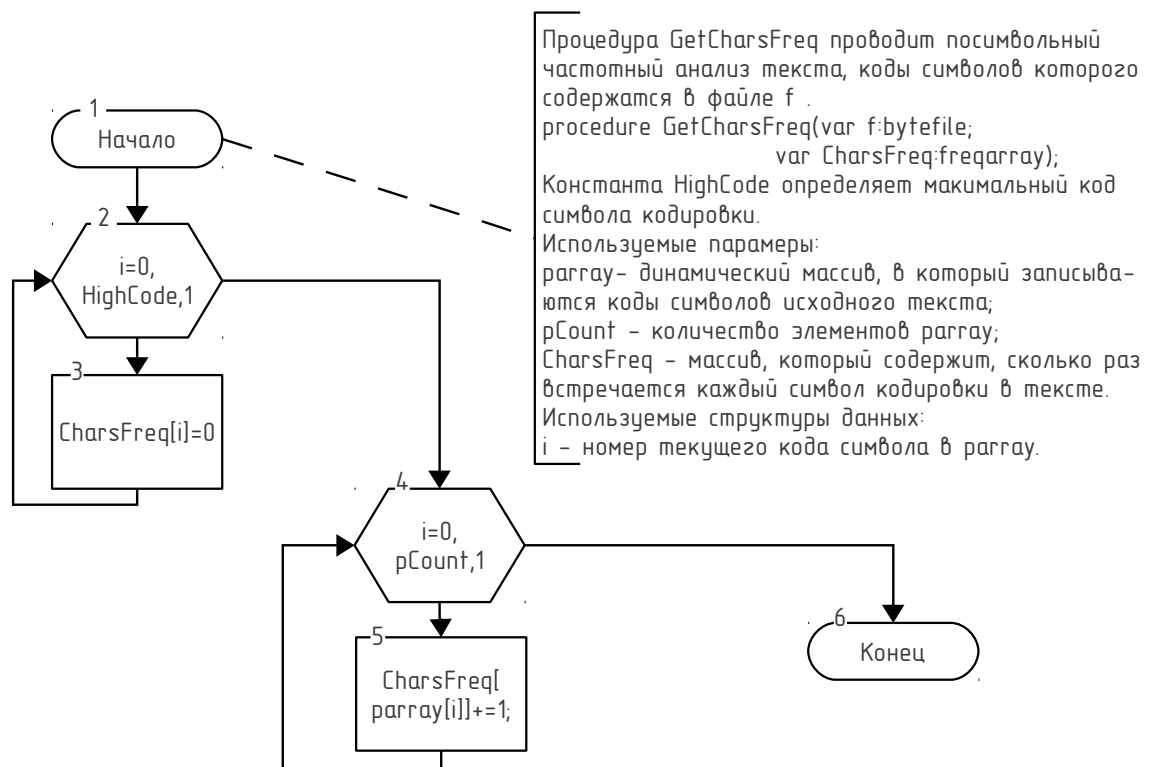 Процедура GetCharsFreq проводит посимвольный
частотный анализ текста, коды символов которого
содержатся в файле f .
procedure GetCharsFreq(var f:bytefile;
var CharsFreq:freqarray);
Константа HighCode определяет макимальный код
символа кодировки.
Используемые парамеры:
parray- динамический массив, в который записыва-
ются коды символов исходного текста;
pCount - количество элементов parray;
CharsFreq - массив, который содержит, сколько раз
встречается каждый символ кодировки в тексте.
Используемые структуры данных:
i - номер текущего кода символа в parray.
1
Начало
2
i=0,
HighCode,1
3
CharsFreq[i]=0
4
i=0,
pCount,1
5
CharsFreq[
parray[i]]+=1;
6
Конец